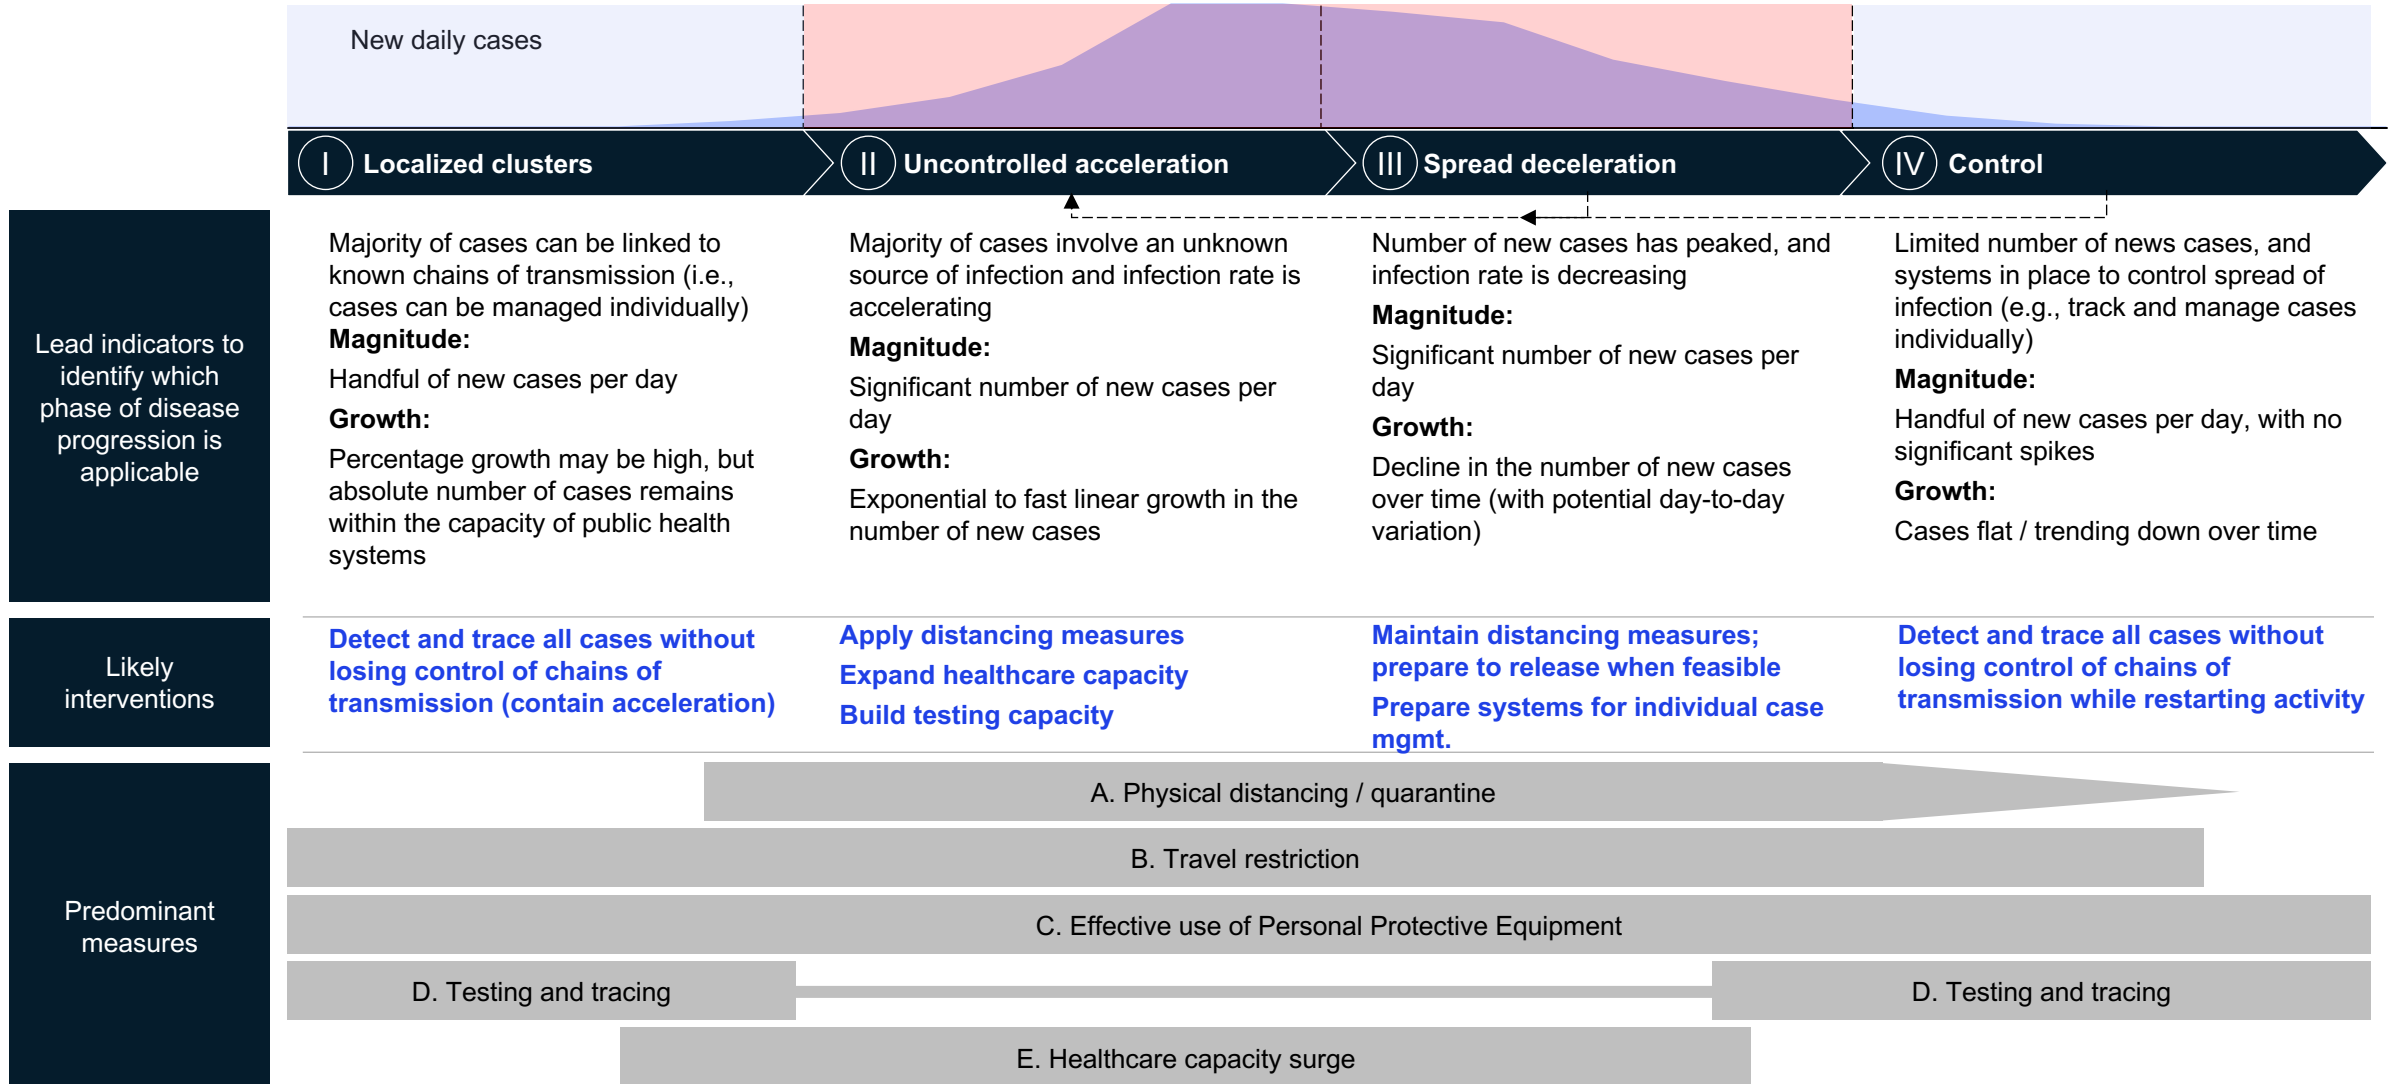 New daily cases
I Localized clusters
II Uncontrolled acceleration
III Spread deceleration
IV Control
Lead indicators to
identify which
phase of disease
progression is
applicable
Majority of cases can be linked to
known chains of transmission (i.e.,
cases can be managed individually)
Magnitude:
Handful of new cases per day
Growth:
Percentage growth may be high, but
absolute number of cases remains
within the capacity of public health
systems
Majority of cases involve an unknown
source of infection and infection rate is
accelerating
Magnitude:
Significant number of new cases per
day
Growth:
Exponential to fast linear growth in the
number of new cases
Number of new cases has peaked, and
infection rate is decreasing
Magnitude:
Significant number of new cases per
day
Growth:
Decline in the number of new cases
over time (with potential day-to-day
variation)
Limited number of news cases, and
systems in place to control spread of
infection (e.g., track and manage cases
individually)
Magnitude:
Handful of new cases per day, with no
significant spikes
Growth:
Cases flat / trending down over time
Likely
interventions
Detect and trace all cases without
losing control of chains of
transmission (contain acceleration)
Apply distancing measures
Expand healthcare capacity
Build testing capacity
Maintain distancing measures;
prepare to release when feasible
Prepare systems for individual case
mgmt.
Detect and trace all cases without
losing control of chains of
transmission while restarting activity
Predominant
measures
A. Physical distancing / quarantine
B. Travel restriction
C. Effective use of Personal Protective Equipment
D. Testing and tracing
D. Testing and tracing
E. Healthcare capacity surge